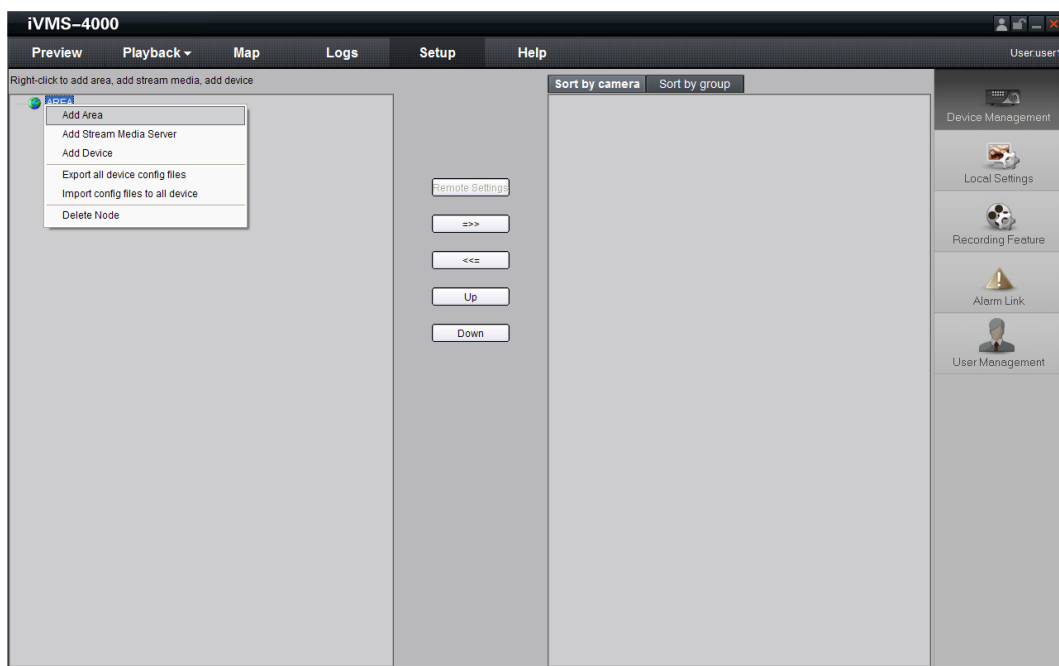 iVMS-4000
Preview Playback Map Logs Setup Help
Right-click to add area, add stream media, add device
AREA
Add Area
Add Stream Media Server
Add Device
Export all device config files
Import config files to all device
Delete Node
Remote Settings
=>>
<<=
Up
Down
Sort by camera Sort by group
Device Management
Local Settings
Recording Feature
Alarm Link
User Management